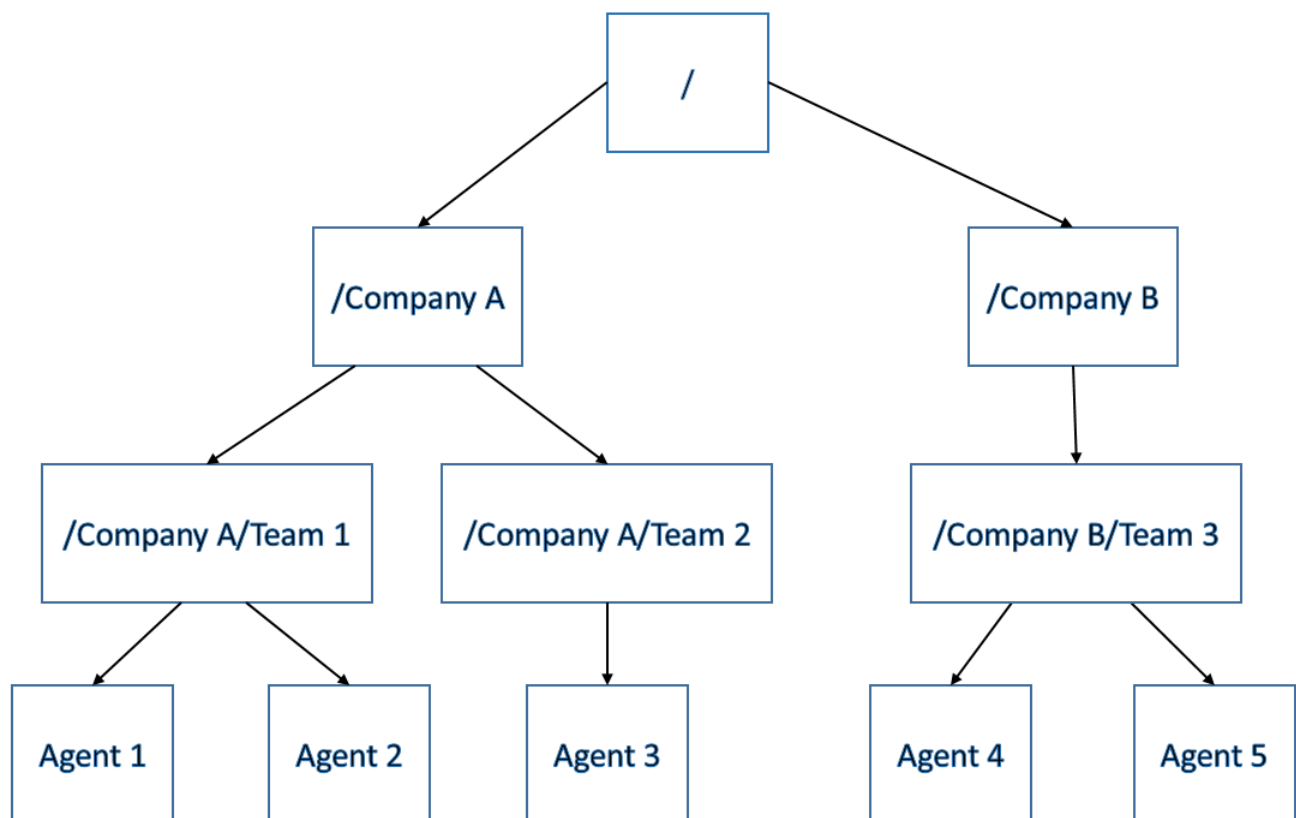 /
/Company A
/Company B
/Company A/Team 1
/Company A/Team 2
/Company B/Team 3
Agent 1
Agent 2
Agent 3
Agent 4
Agent 5